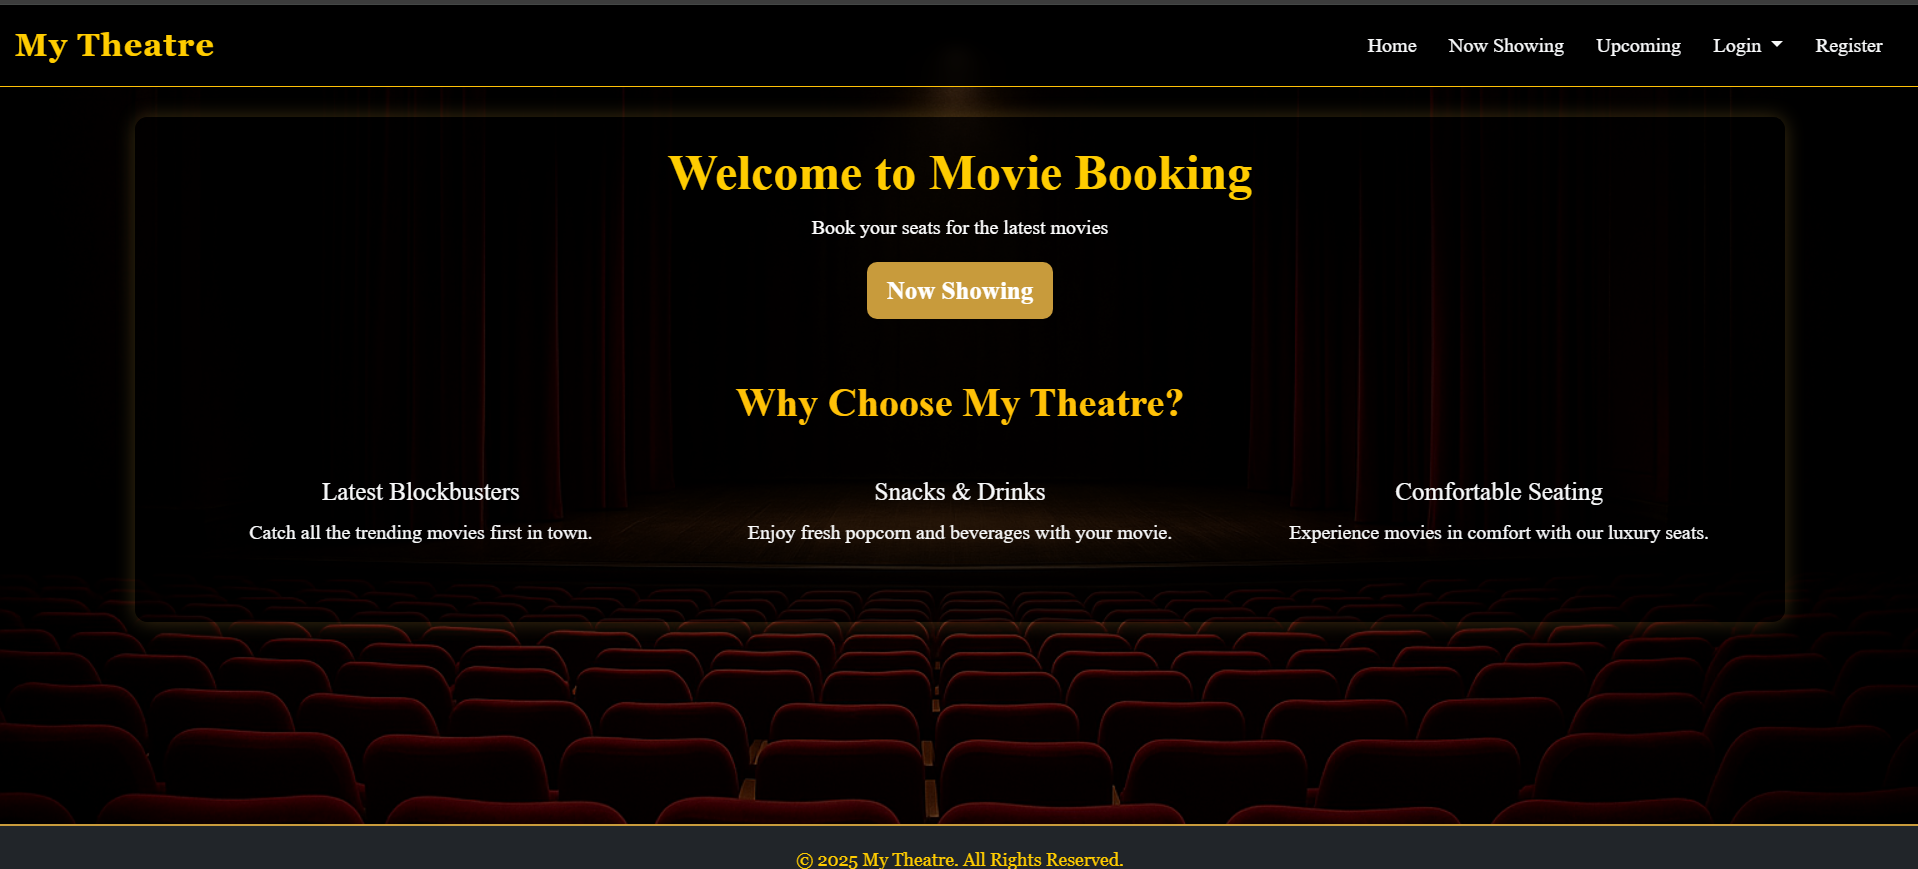 My Theatre
Home Now Showing Upcoming Login Register
Welcome to Movie Booking
Book your seats for the latest movies
Now Showing
Why Choose My Theatre?
Latest Blockbusters
Catch all the trending movies first in town.
Snacks & Drinks
Enjoy fresh popcorn and beverages with your movie.
Comfortable Seating
Experience movies in comfort with our luxury seats.
© 2025 My Theatre. All Rights Reserved.